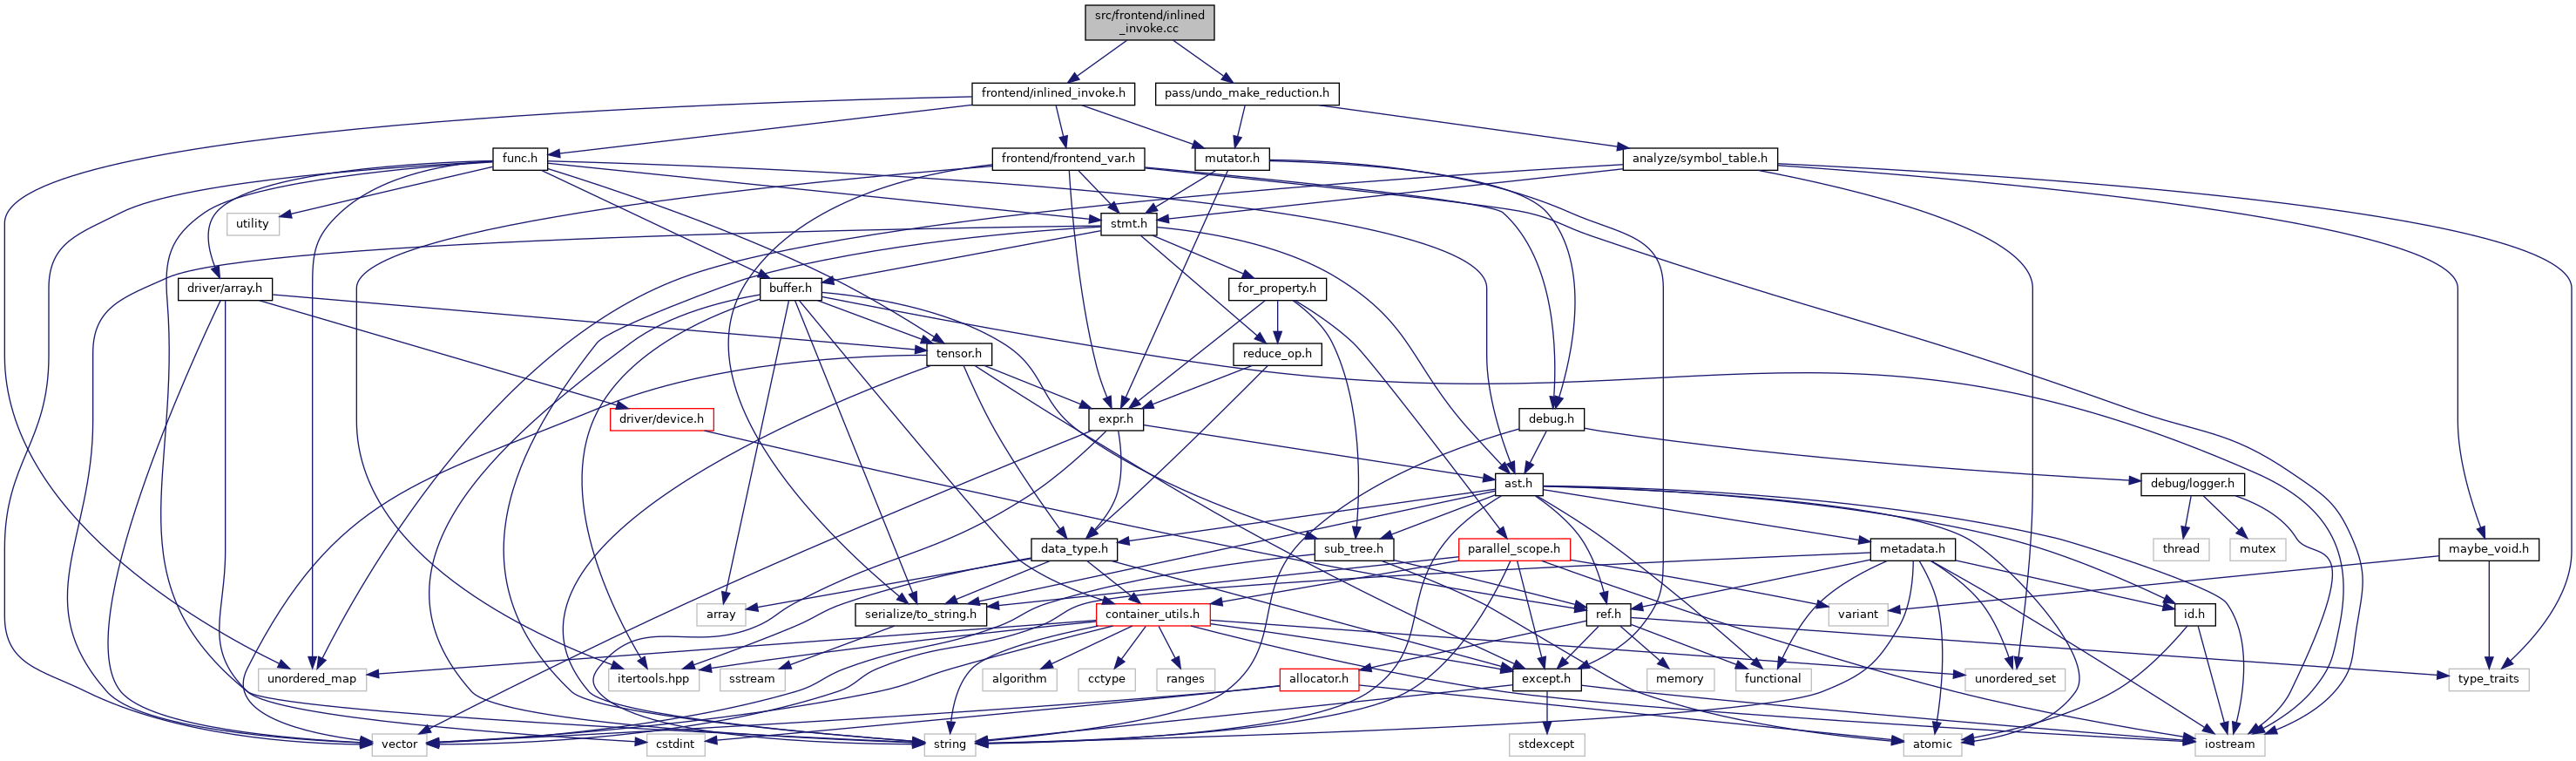 src/frontend/inlined
_invoke.cc
frontend/inlined_invoke.h
pass/undo_make_reduction.h
func.h
frontend/frontend_var.h
mutator.h
analyze/symbol_table.h
utility
stmt.h
driver/array.h
buffer.h
for_property.h
tensor.h
reduce_op.h
driver/device.h
expr.h
debug.h
ast.h
debug/logger.h
data_type.h
sub_tree.h
parallel_scope.h
metadata.h
thread
mutex
maybe_void.h
array
serialize/to_string.h
container_utils.h
ref.h
variant
id.h
unordered_map
itertools.hpp
sstream
algorithm
cctype
ranges
allocator.h
except.h
memory
functional
unordered_set
type_traits
vector
cstdint
string
stdexcept
atomic
iostream